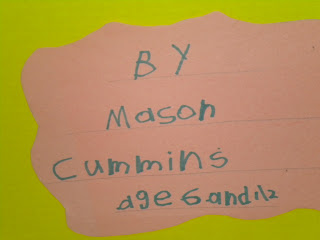 BY
Mason
Cummins
age 6 and 1/2